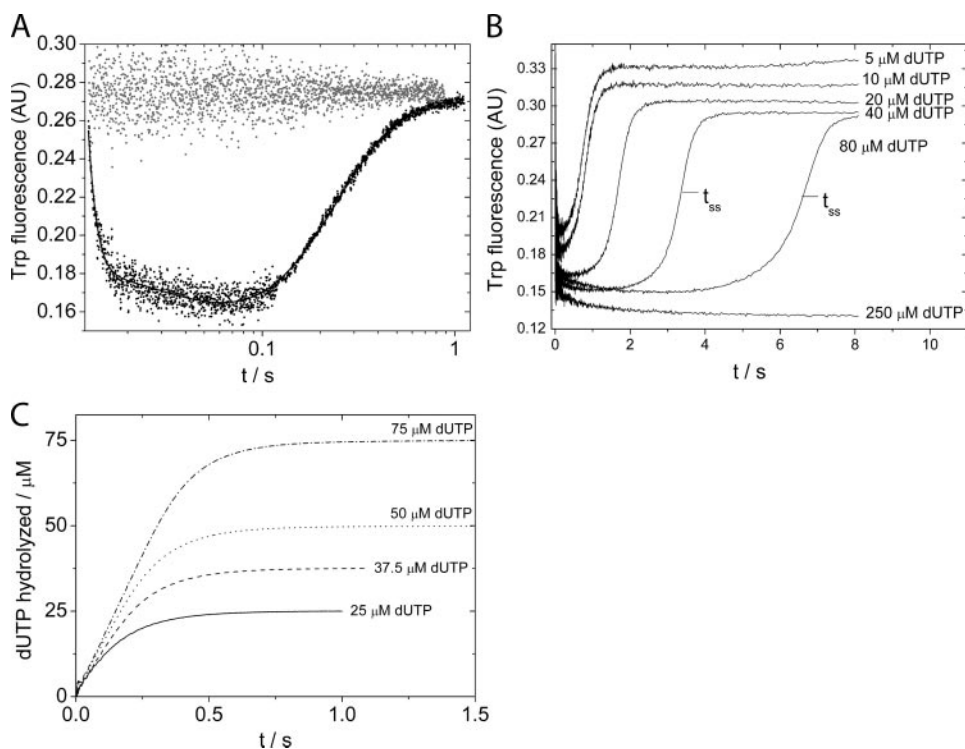 A
Trp fluorescence (AU)
0.30
0.28
0.26
0.22
0.20
0.18
0.16
0.1
1
t / s
B
Trp fluorescence (AU)
0.33
0.30
0.27
0.24
0.21
0.18
0.15
0.12
5 µM dUTP
10 µM dUTP
20 µM dUTP
40 µM dUTP
80 µM dUTP
tss
tss
250 µM dUTP
0
2
4
6
8
10
t / s
C
dUTP hydrolyzed / µM
75
50
25
0
75 µM dUTP
50 µM dUTP
37.5 µM dUTP
25 µM dUTP
0.0
0.5
1.0
1.5
t / s